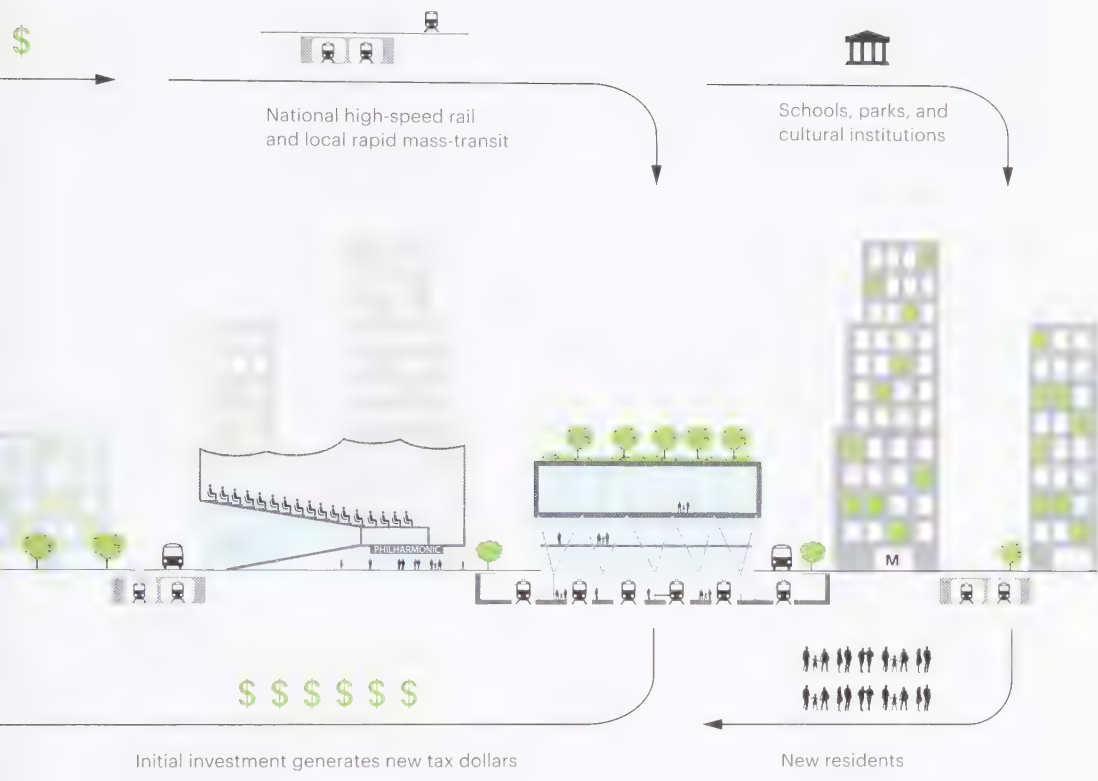 $
National high-speed rail
and local rapid mass-transit
Schools, parks, and
cultural institutions
PHILHARMONIC
M
$ $ $ $ $ $
Initial investment generates new tax dollars
New residents